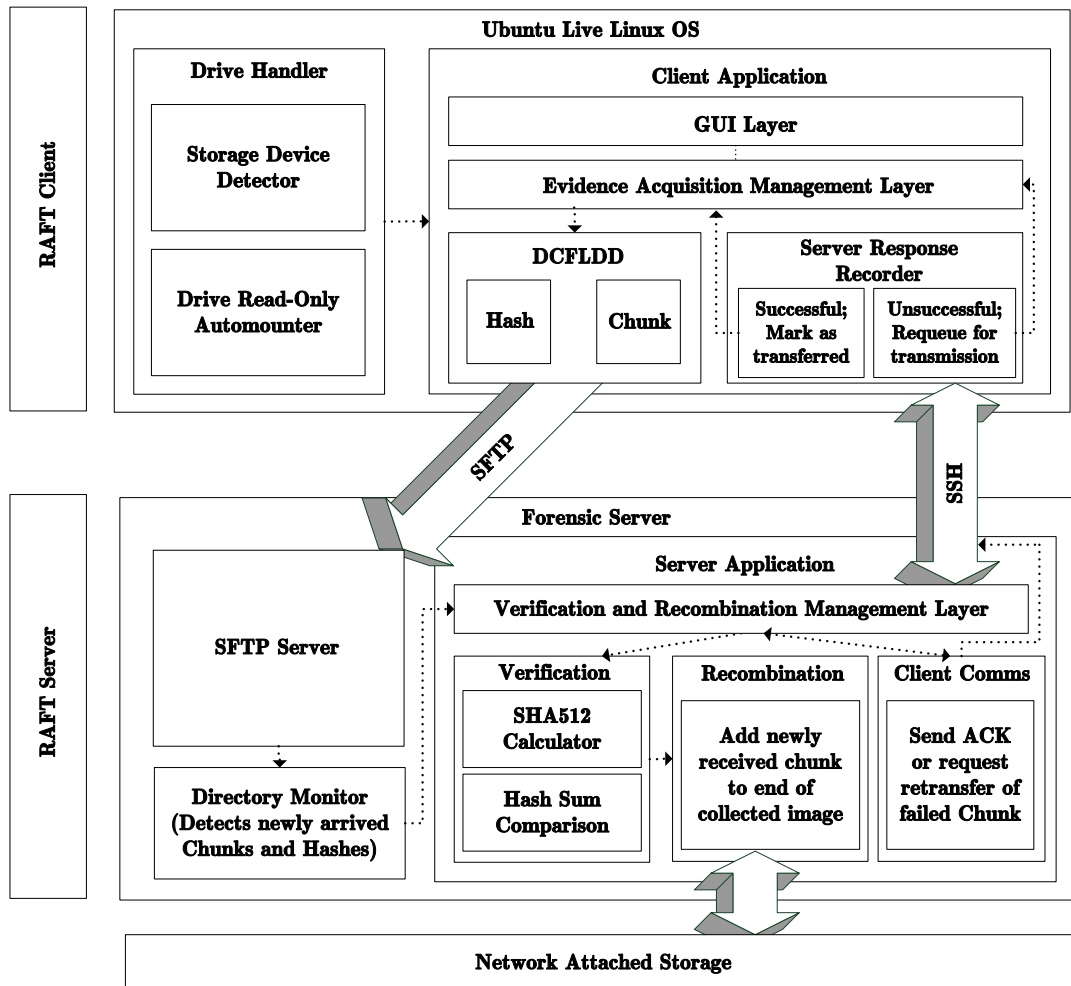 RAFT Client
Ubuntu Live Linux OS
Drive Handler
Storage Device
Detector
Drive Read-Only
Automounter
Client Application
GUI Layer
Evidence Acquisition Management Layer
DCFLDD
Hash
Chunk
Server Response
Recorder
Successful;
Mark as
transferred
Unsuccessful;
Requeue for
transmission
SFTP
SSH
RAFT Server
Forensic Server
SFTP Server
Directory Monitor
(Detects newly arrived
Chunks and Hashes)
Server Application
Verification and Recombination Management Layer
Verification
SHA512
Calculator
Hash Sum
Comparison
Recombination
Add newly
received chunk
to end of
collected image
Client Comms
Send ACK
or request
retransfer of
failed Chunk
Network Attached Storage